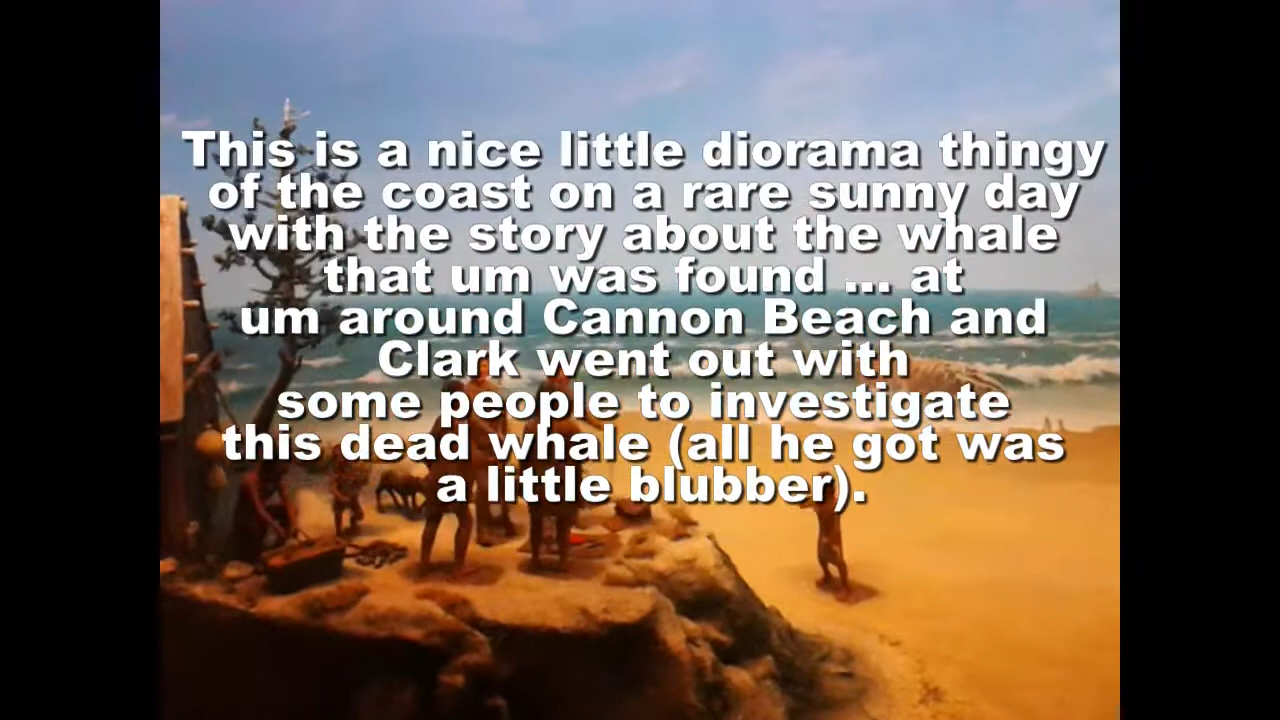 This is a nice little diorama thingy
of the coast on a rare sunny day
with the story about the whale
that um was found ... at
um around Cannon Beach and
Clark went out with
some people to investigate
this dead whale (all he got was
a little blubber).